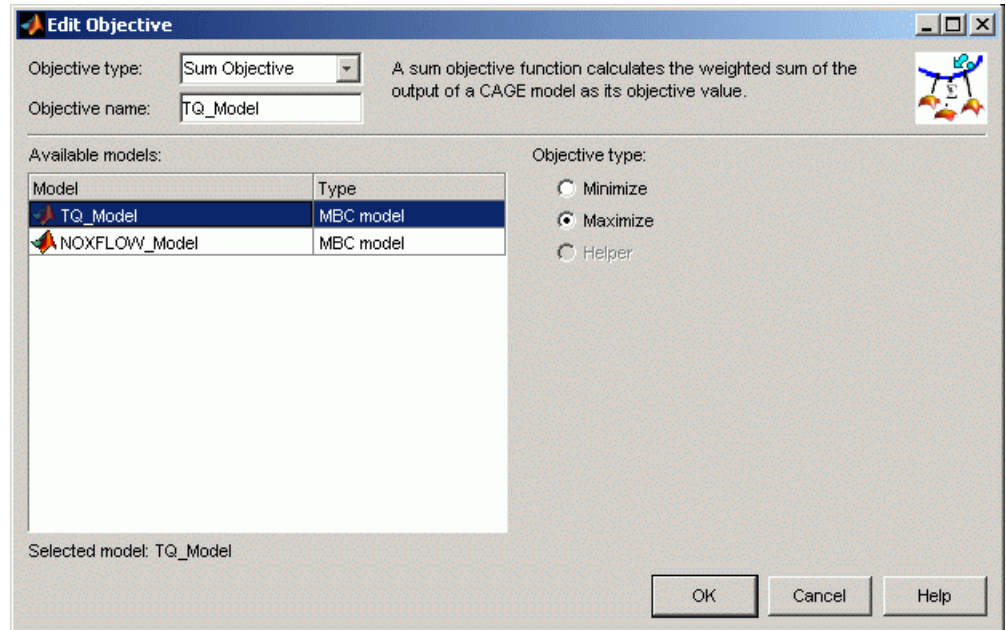 Edit Objective
Objective type: Sum Objective
A sum objective function calculates the weighted sum of the
output of a CAGE model as its objective value.
Objective name: TQ_Model
Available models:
Model Type
TQ_Model MBC model
NOXFLOW_Model MBC model
Selected model: TQ_Model
Objective type:
Minimize
Maximize
Helper
OK Cancel Help